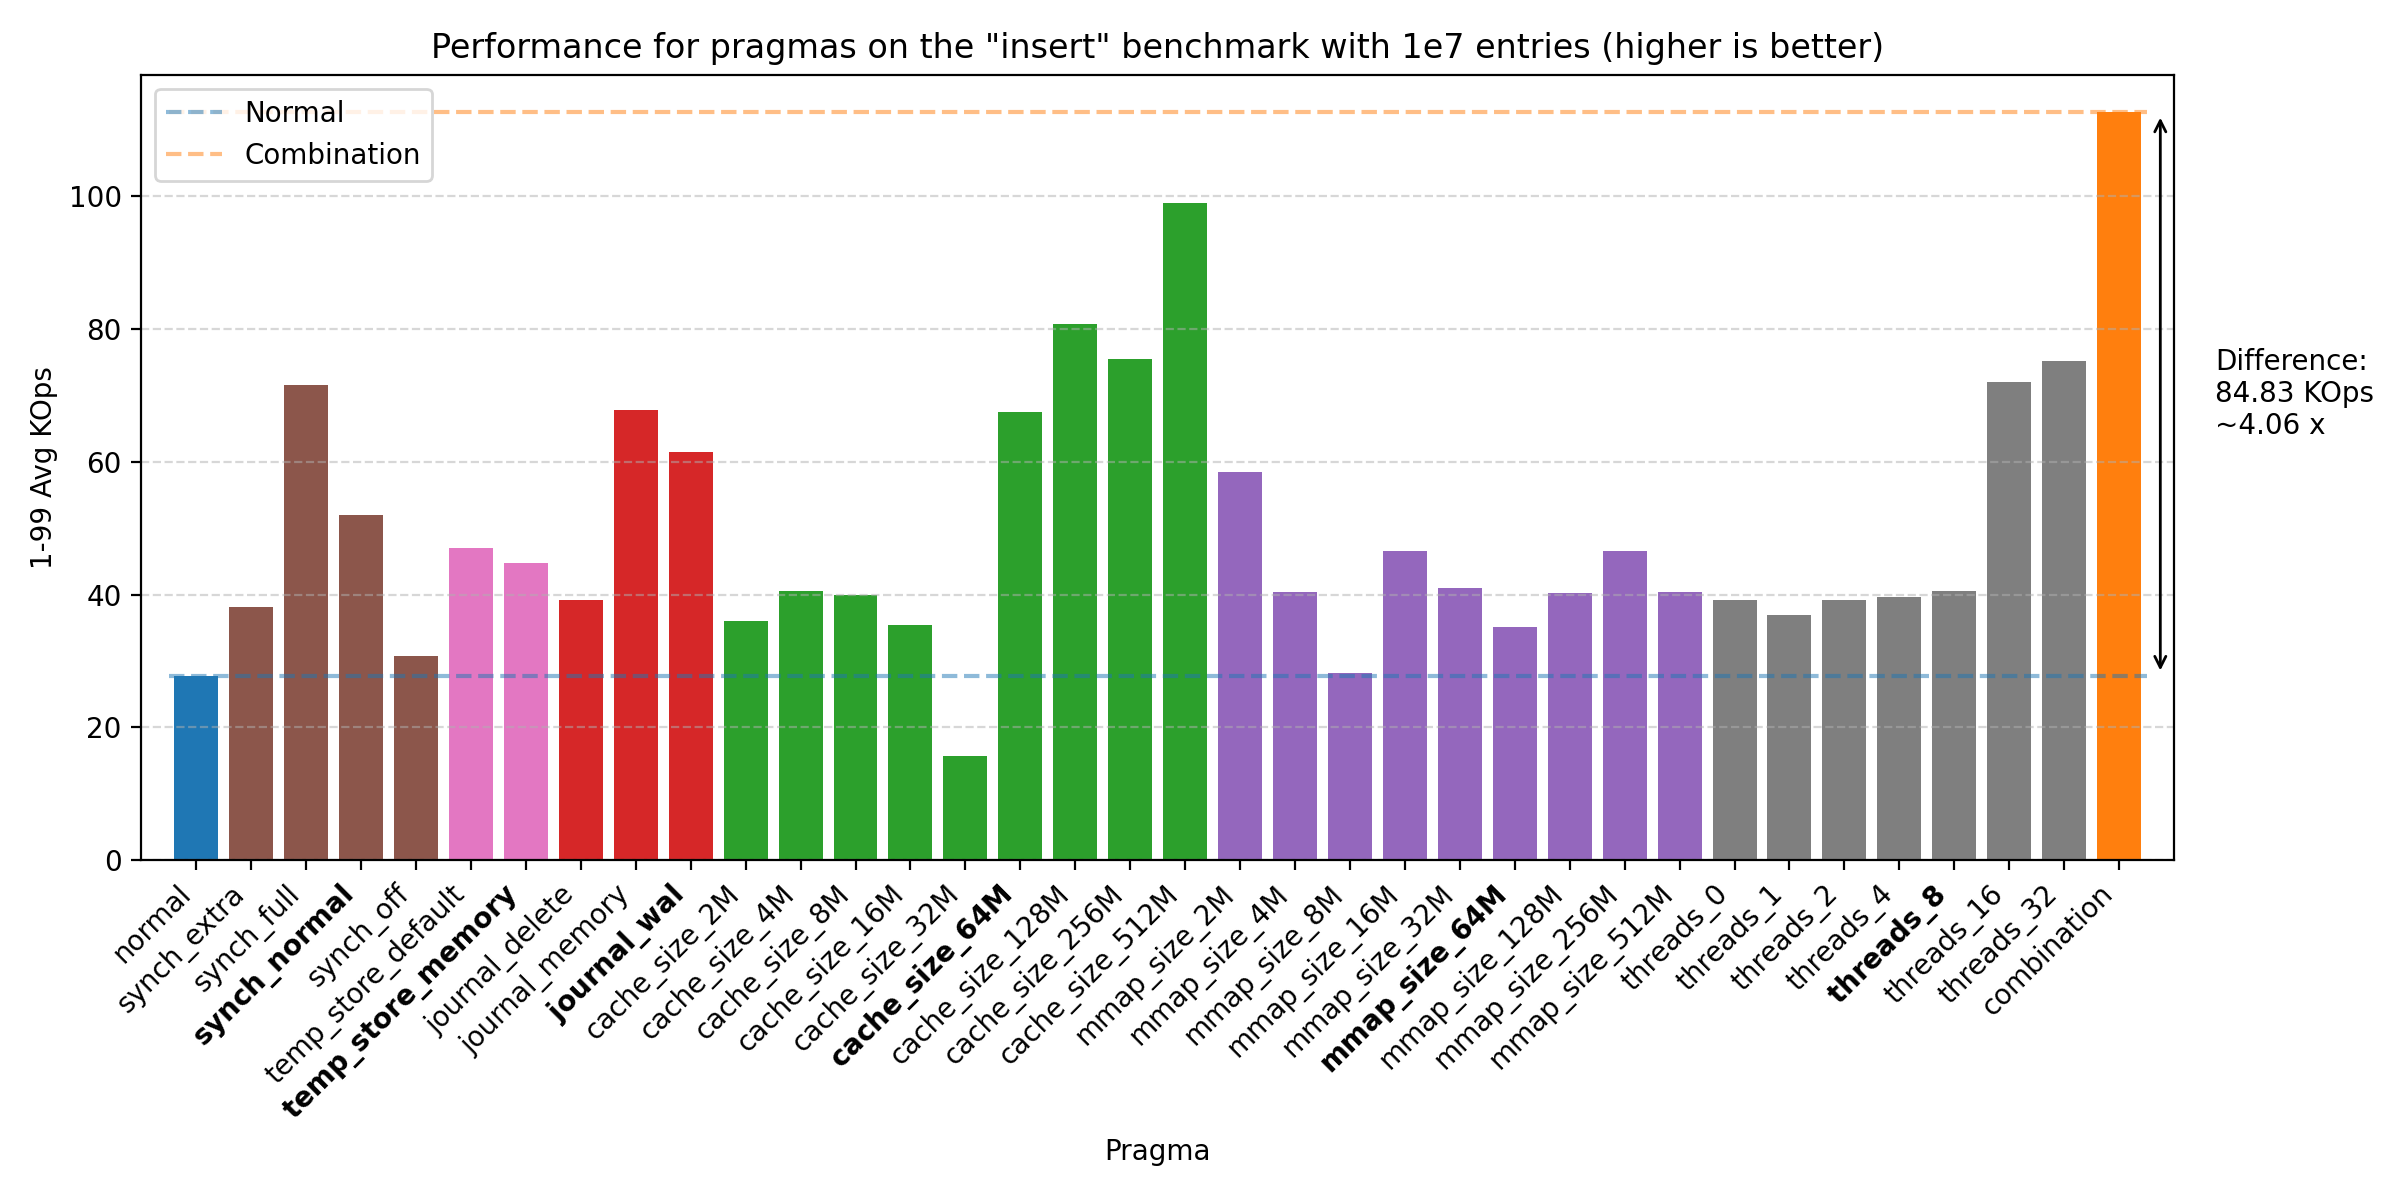 Performance for pragmas on the "insert" benchmark with 1e7 entries (higher is better)
Normal
Combination
1-99 Avg KOps
100
80
60
40
20
0
Difference:
84.83 KOps
~4.06 x
normal
synch_extra
synch_full
synch_normal
synch_off
temp_store_default
temp_store_memory
journal_delete
journal_memory
journal_wal
cache_size_2M
cache_size_4M
cache_size_8M
cache_size_16M
cache_size_32M
cache_size_64M
cache_size_128M
cache_size_256M
cache_size_512M
mmap_size_2M
mmap_size_4M
mmap_size_8M
mmap_size_16M
mmap_size_32M
mmap_size_64M
mmap_size_128M
mmap_size_256M
mmap_size_512M
threads_0
threads_1
threads_2
threads_4
threads_8
threads_16
threads_32
combination
Pragma